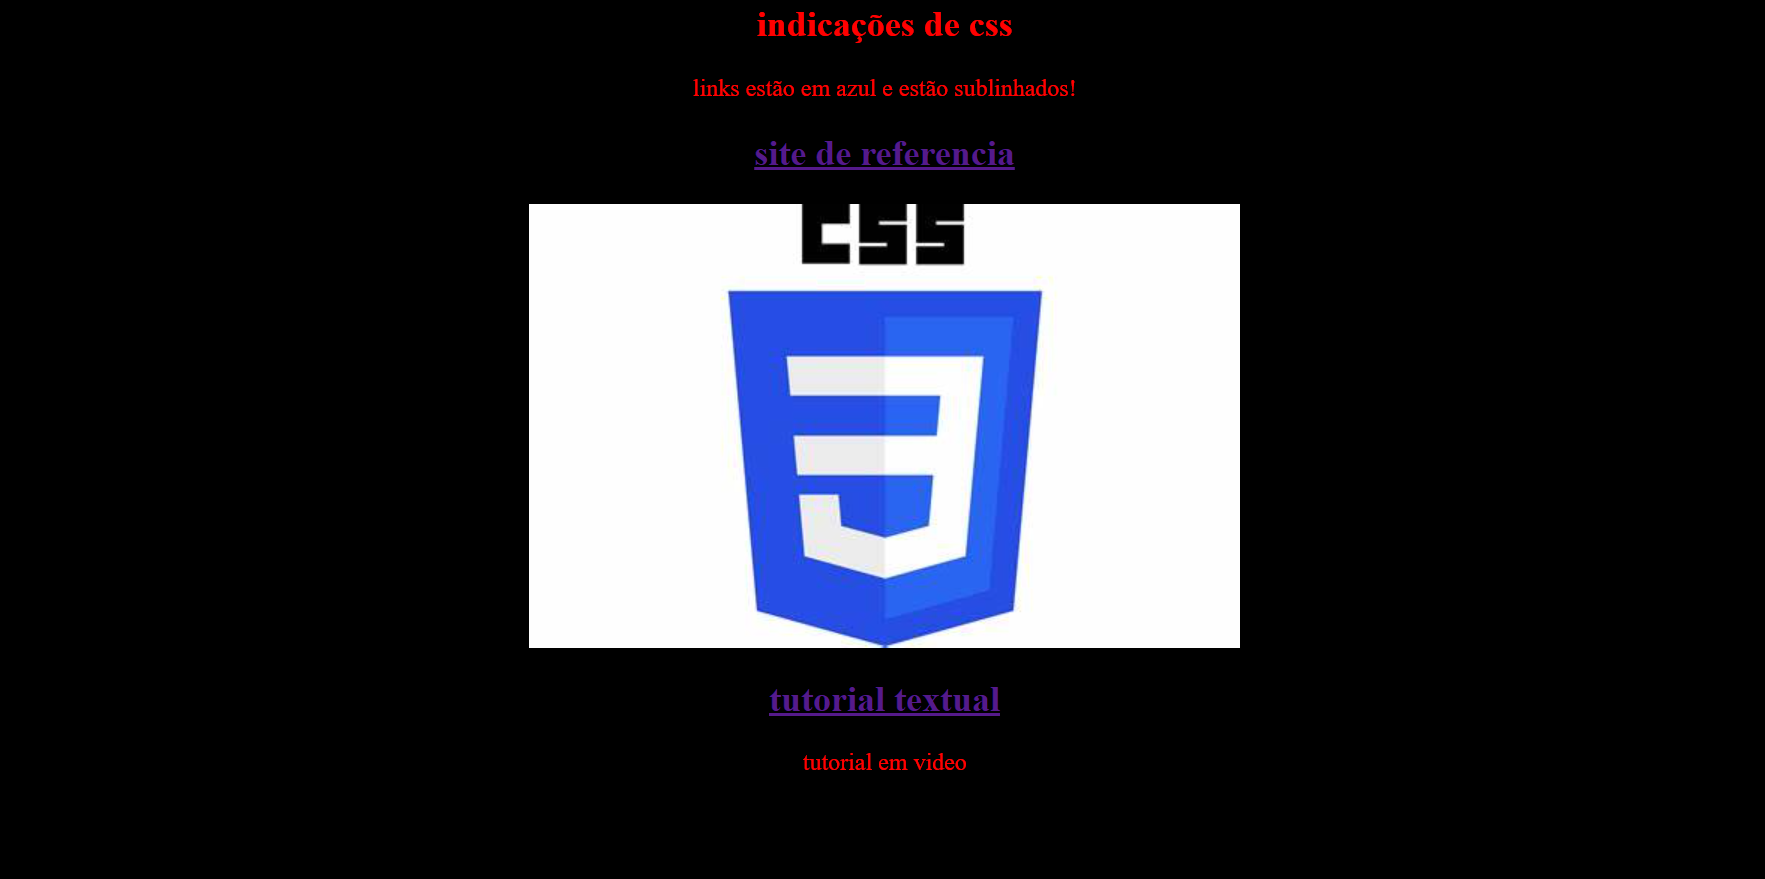 indicações de css
links estão em azul e estão sublinhados!
site de referencia
CSS
3
tutorial textual
tutorial em video